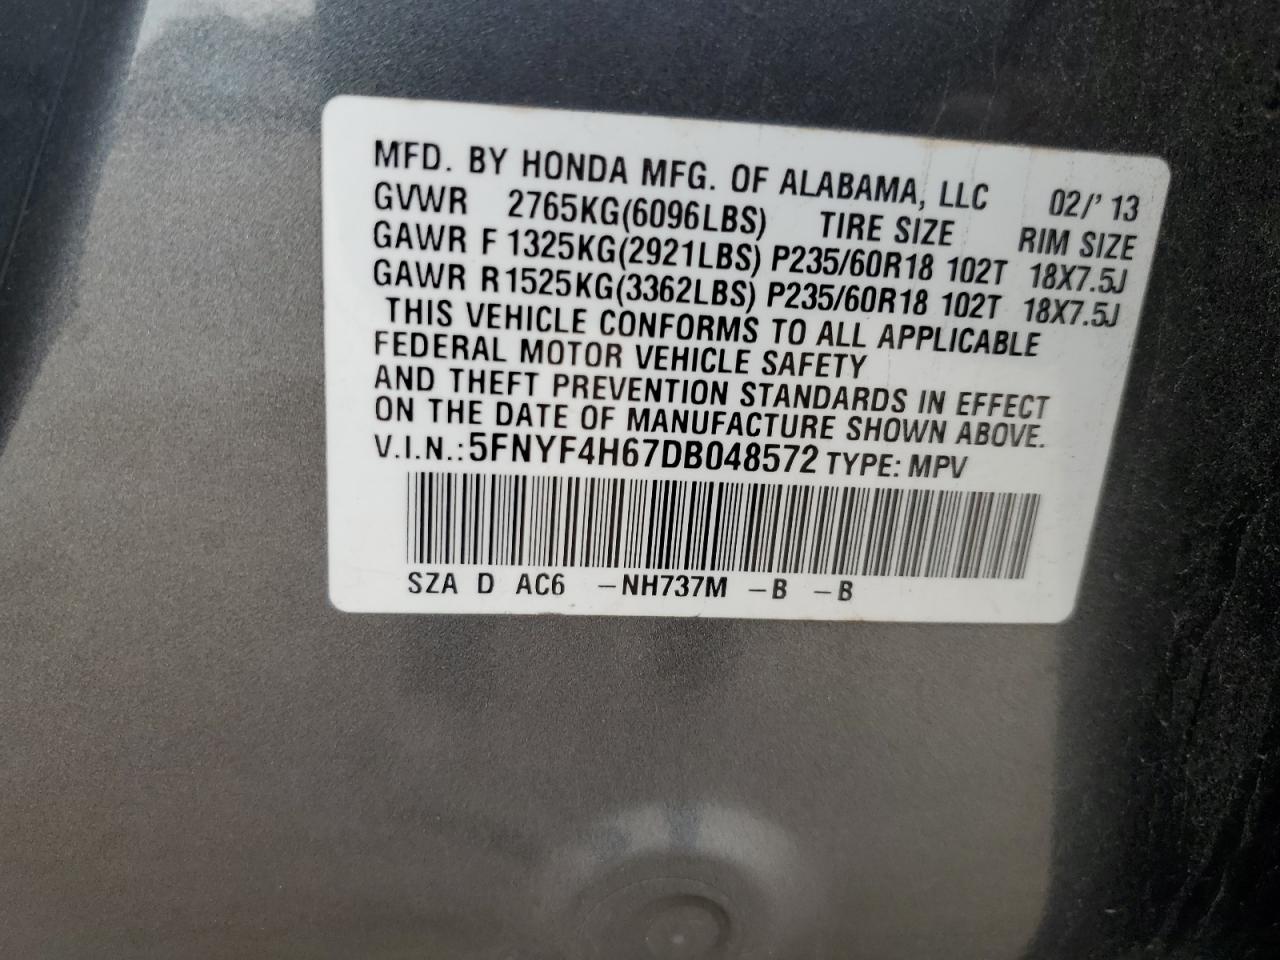 MFD. BY HONDA MFG. OF ALABAMA, LLC 02/' 13
GVWR 2765KG(6096LBS) TIRE SIZE RIM SIZE
GAWR F 1325KG(2921LBS) P235/60R18 102T 18X7.5J
GAWR R1525KG(3362LBS) P235/60R18 102T 18X7.5J
THIS VEHICLE CONFORMS TO ALL APPLICABLE
FEDERAL MOTOR VEHICLE SAFETY
AND THEFT PREVENTION STANDARDS IN EFFECT
ON THE DATE OF MANUFACTURE SHOWN ABOVE.
V.I.N.: 5FNYF4H67DB048572 TYPE: MPV
SZA D AC6 –NH737M –B –B